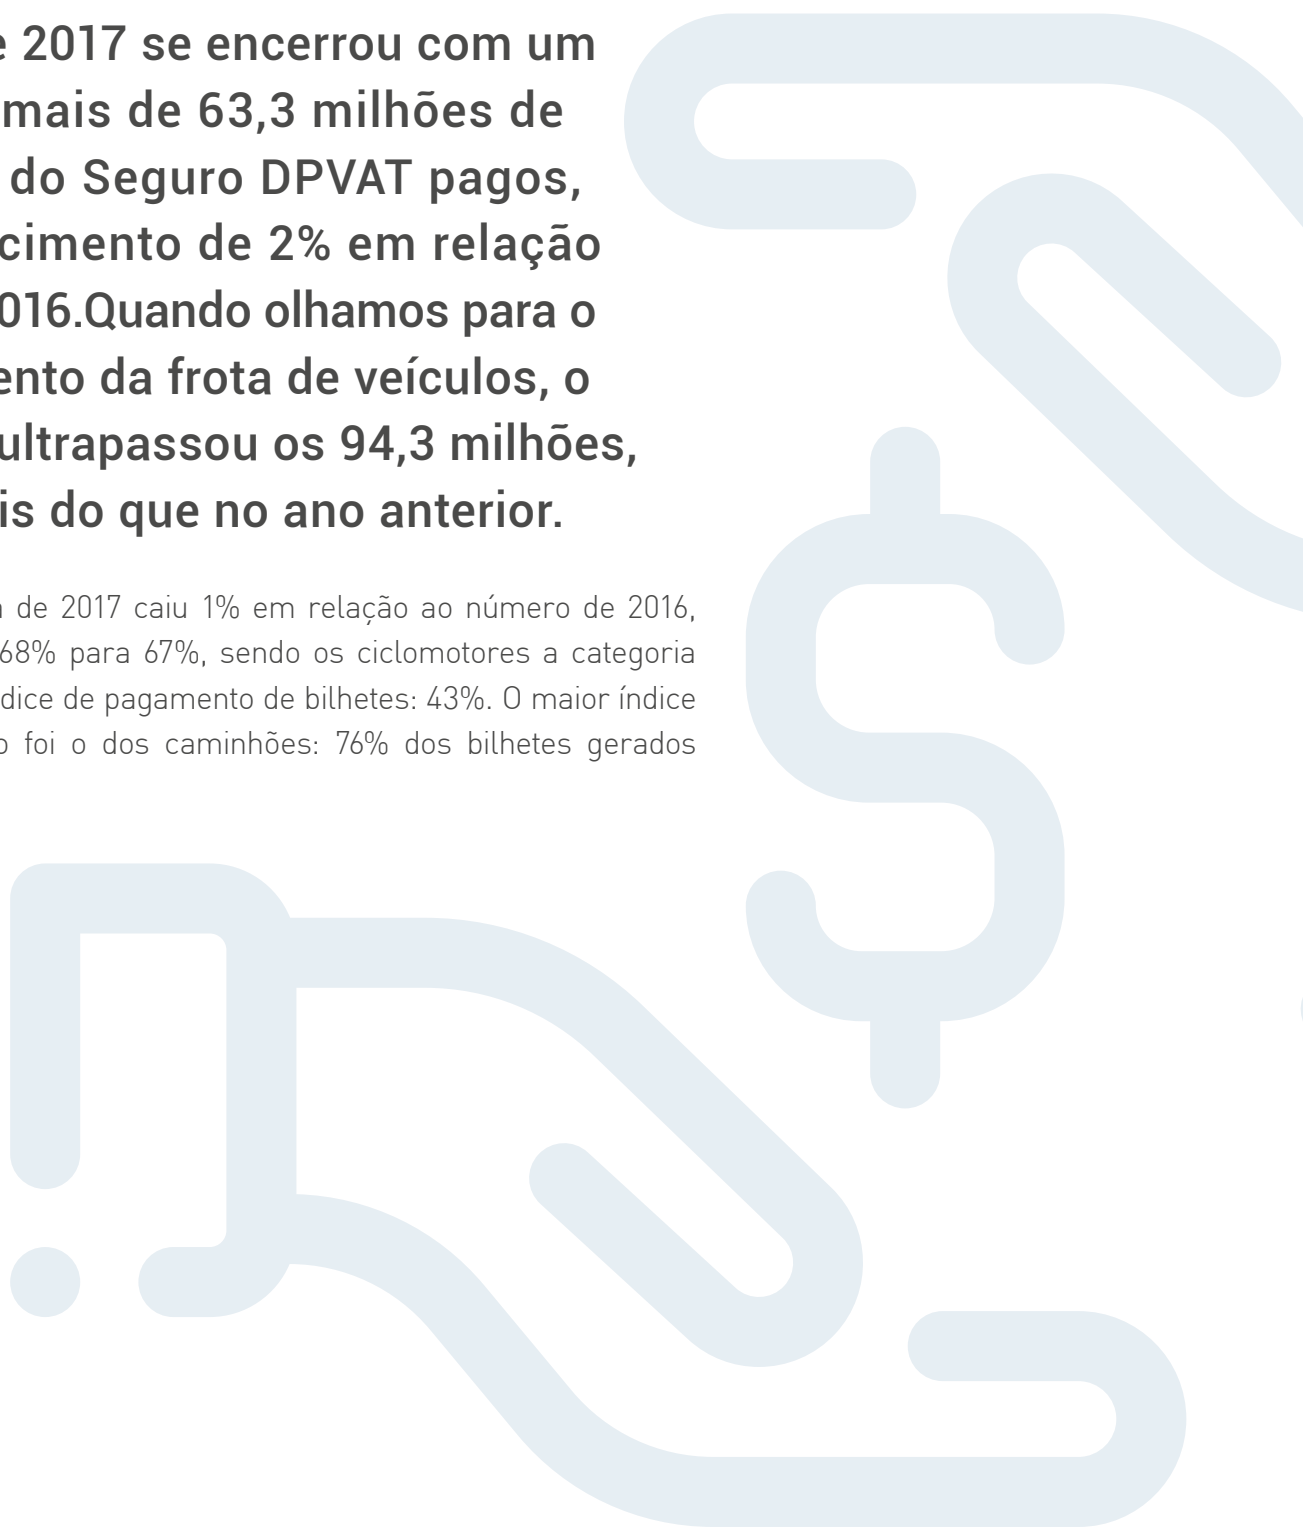 e 2017 se encerrou com um
mais de 63,3 milhões de
do Seguro DPVAT pagos,
cimento de 2% em relação
016.Quando olhamos para o
ento da frota de veículos, o
ultrapassou os 94,3 milhões,
is do que no ano anterior.
de 2017 caiu 1% em relação ao número de 2016,
68% para 67%, sendo os ciclomotores a categoria
dice de pagamento de bilhetes: 43%. O maior índice
o foi o dos caminhões: 76% dos bilhetes gerados